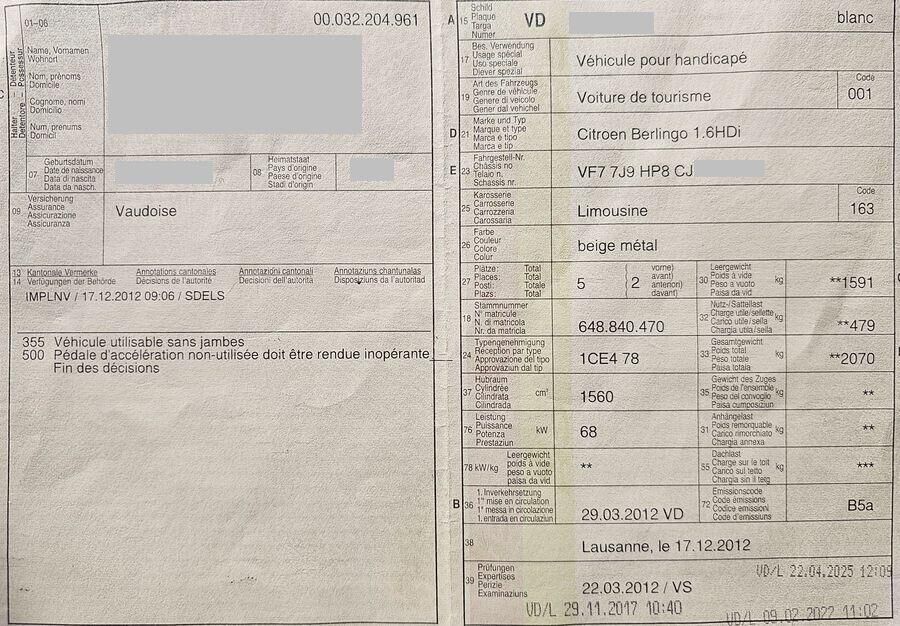 01-06
00.032.204.961
Halter – Détenteur
Detentore – Possessur
Name, Vornamen
Wohnort
Nom, prénoms
Domicile
Cognome, nomi
Domicilio
Num, prenums
Domicil
C
07
Geburtsdatum
Date de naissance
Data di nascita
Data da nasch.
08
Heimatstaat
Pays d'origine
Paese d'origine
Stadi d'origin
09
Versicherung
Assurance
Assicurazione
Assicuranza
Vaudoise
13
14
Kantonale Vermerke
Verfügungen der Behörde
Annotations cantonales
Décisions de l'autorité
Annotazioni cantonali
Decisioni dell'autorità
Annotaziuns chantunalas
Disposiziuns da l'autoritad
IMPLNV / 17.12.2012 09:06 / SDELS
355 Véhicule utilisable sans jambes
500 Pédale d'accélération non-utilisée doit être rendue inopérante
Fin des décisions
A
15
Schild
Plaque
Targa
Numer
VD
blanc
17
Bes. Verwendung
Usage spécial
Uso speciale
Diever spezial
Véhicule pour handicapé
19
Art des Fahrzeugs
Genre de véhicule
Genere di veicolo
Gener dal vehichel
Voiture de tourisme
Code
001
D
21
Marke und Typ
Marque et type
Marca e tipo
Marca e tip
Citroen Berlingo 1.6HDi
E
23
Fahrgestell-Nr.
Châssis no
Telaio n.
Schassis nr.
VF7 7J9 HP8 CJ
25
Karosserie
Carosserie
Carrozzeria
Carossaria
Limousine
Code
163
26
Farbe
Couleur
Colore
Colur
beige métal
27
Plätze: Total
Places: Total
Posti: Totale
Plazs: Total
5
2
vorne)
avant)
anteriori)
davant)
30
Leergewicht
Poids à vide
Peso a vuoto
Paisa da vid
kg
**1591
18
Stammnummer
N° matricule
N. di matricola
Nr. da matricla
648.840.470
32
Nutz-/Sattellast
Charge utile/sellette
Carico utile/sella
Chargia utila/sella
kg
**479
24
Typengenehmigung
Réception par type
Approvazione del tipo
Approvaziun dal tip
1CE4 78
33
Gesamtgewicht
Poids total
Peso totale
Paisa totala
kg
**2070
37
Hubraum
Cylindrée
Cilindrata
Cilindrada
cm³
1560
35
Gewicht des Zuges
Poids de l'ensemble
Peso del convoglio
Paisa cumposiziun
kg
**
76
Leistung
Puissance
Potenza
Prestaziun
kW
68
31
Anhängelast
Poids remorquable
Carico rimorchiato
Chargia annexa
kg
**
78 kW/kg
Leergewicht
poids à vide
peso a vuoto
paisa da vid
**
55
Dachlast
Charge sur le toit
Carico sul tetto
Chargia sin il tetg
kg
***
B
36
1. Inverkehrsetzung
1re mise en circulation
1a messa in circolazione
1. entrada en circulaziun
29.03.2012 VD
72
Emissionscode
Code émissions
Codice emissioni
Code d'emissiuns
B5a
38
Lausanne, le 17.12.2012
39
Prüfungen
Expertises
Perizie
Examinaziuns
22.03.2012 / VS
VD/L 22.04.2025 12:09
VD/L 29.11.2017 10:40
VD/L 09.02.2022 11:02